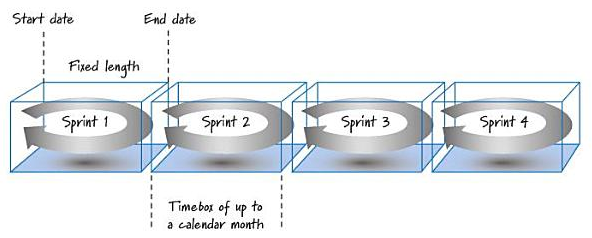 Start date
End date
Fixed length
Sprint 1
Sprint 2
Sprint 3
Sprint 4
Timebox of up to
a calendar month